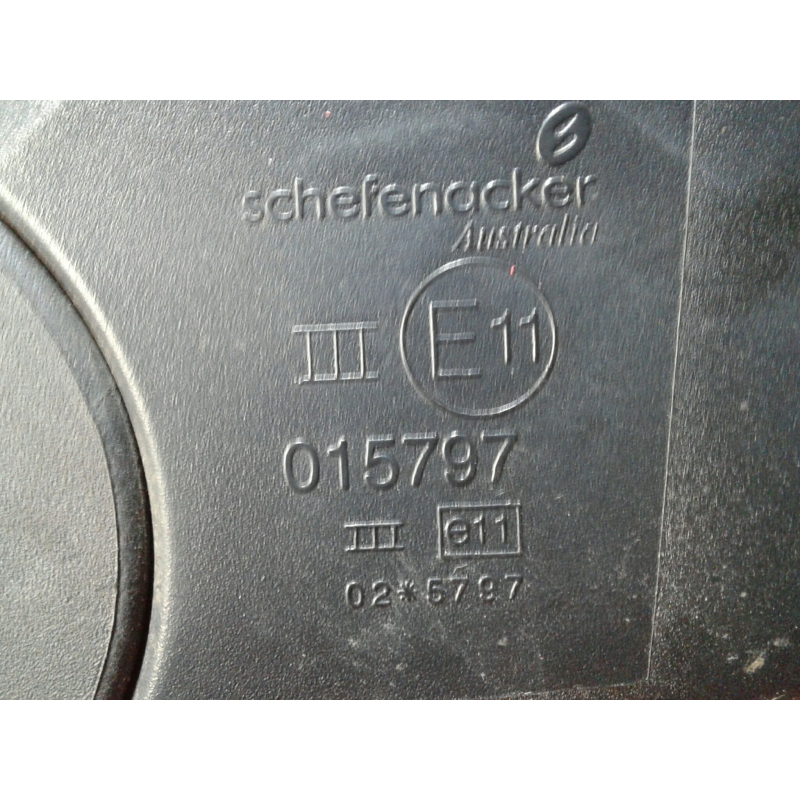 schefenacker
Australia
III E11
015797
III e11
02*5797